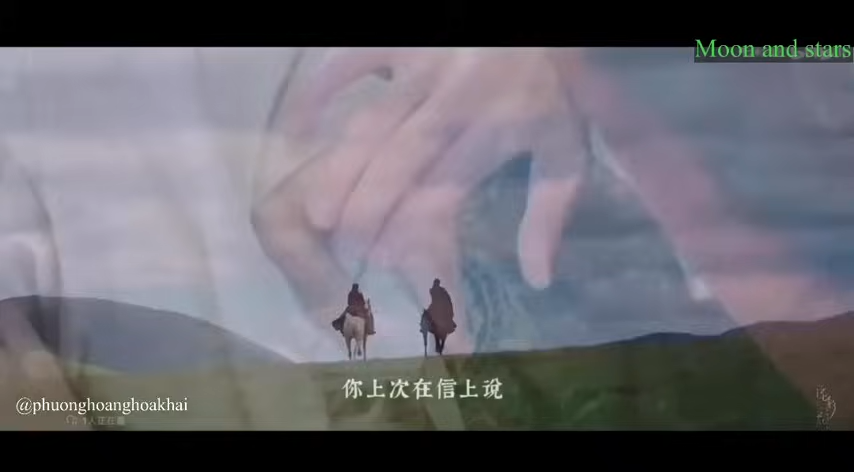 Moon and stars
你上次在信上说
@phuonghoanghoakhai